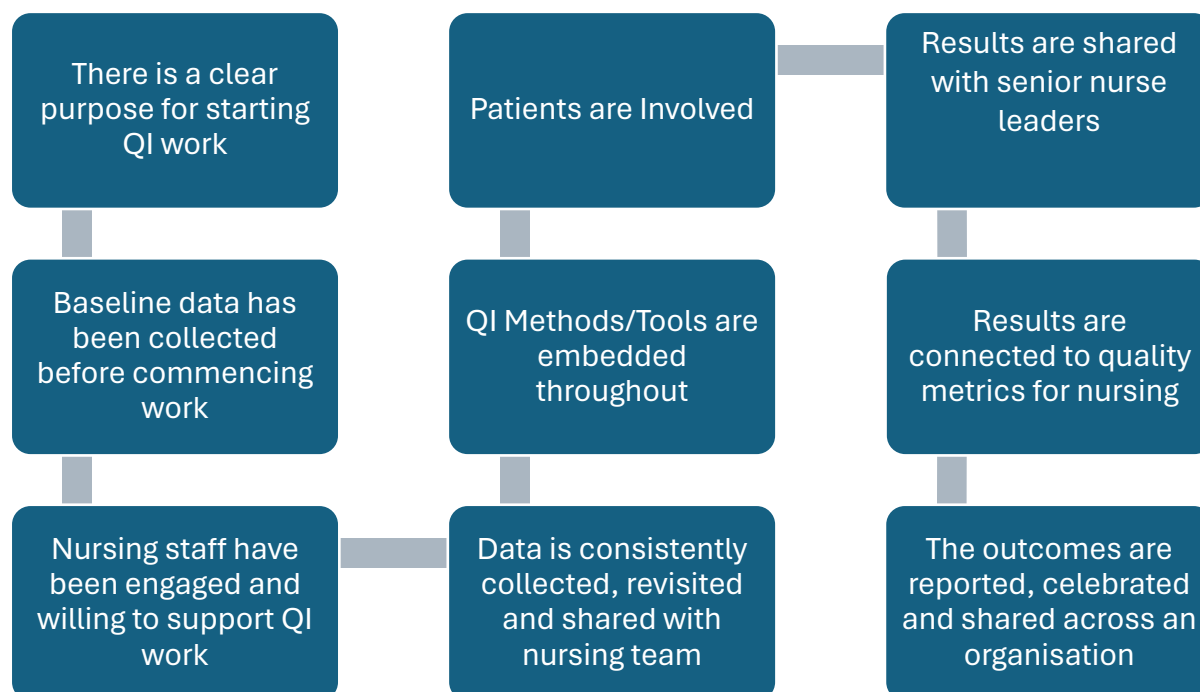 There is a clear
purpose for starting
QI work
Baseline data has
been collected
before commencing
work
Nursing staff have
been engaged and
willing to support QI
work
Data is consistently
collected, revisited
and shared with
nursing team
QI Methods/Tools are
embedded
throughout
Patients are Involved
Results are shared
with senior nurse
leaders
Results are
connected to quality
metrics for nursing
The outcomes are
reported, celebrated
and shared across an
organisation